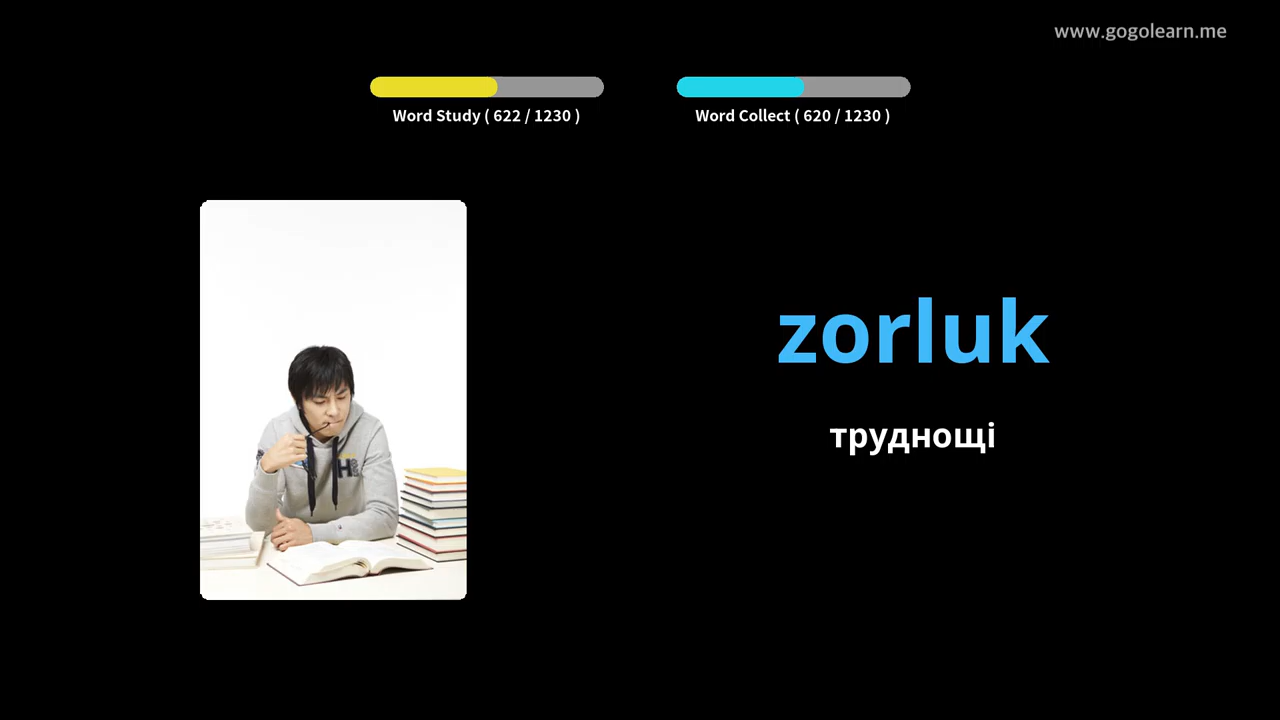 www.gogolearn.me
Word Study ( 622 / 1230 )
Word Collect ( 620 / 1230 )
zorluk
труднощі
H